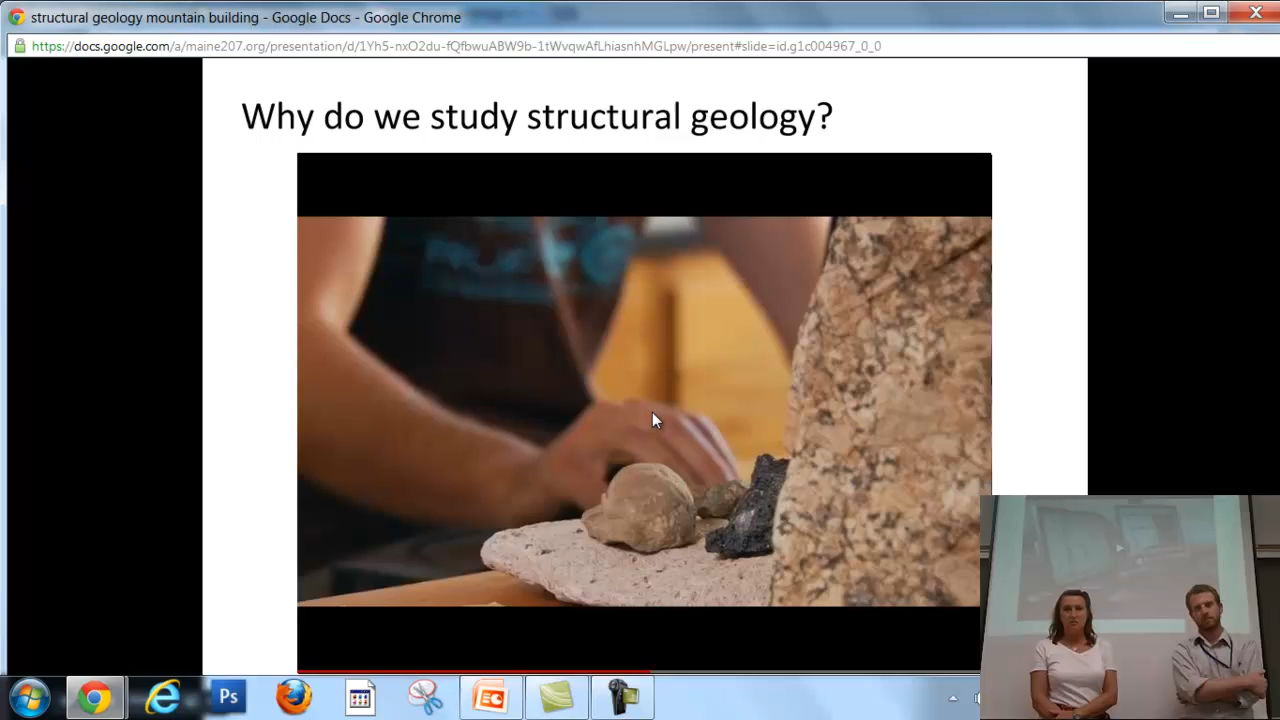 structural geology mountain building - Google Docs - Google Chrome
https://docs.google.com/a/maine207.org/presentation/d/1Yh5-nxO2du-fQfbwuABW9b-1tWvqwAfLhiasnhMGLpw/present#slide=id.g1c004967_0_0
Why do we study structural geology?
Ps